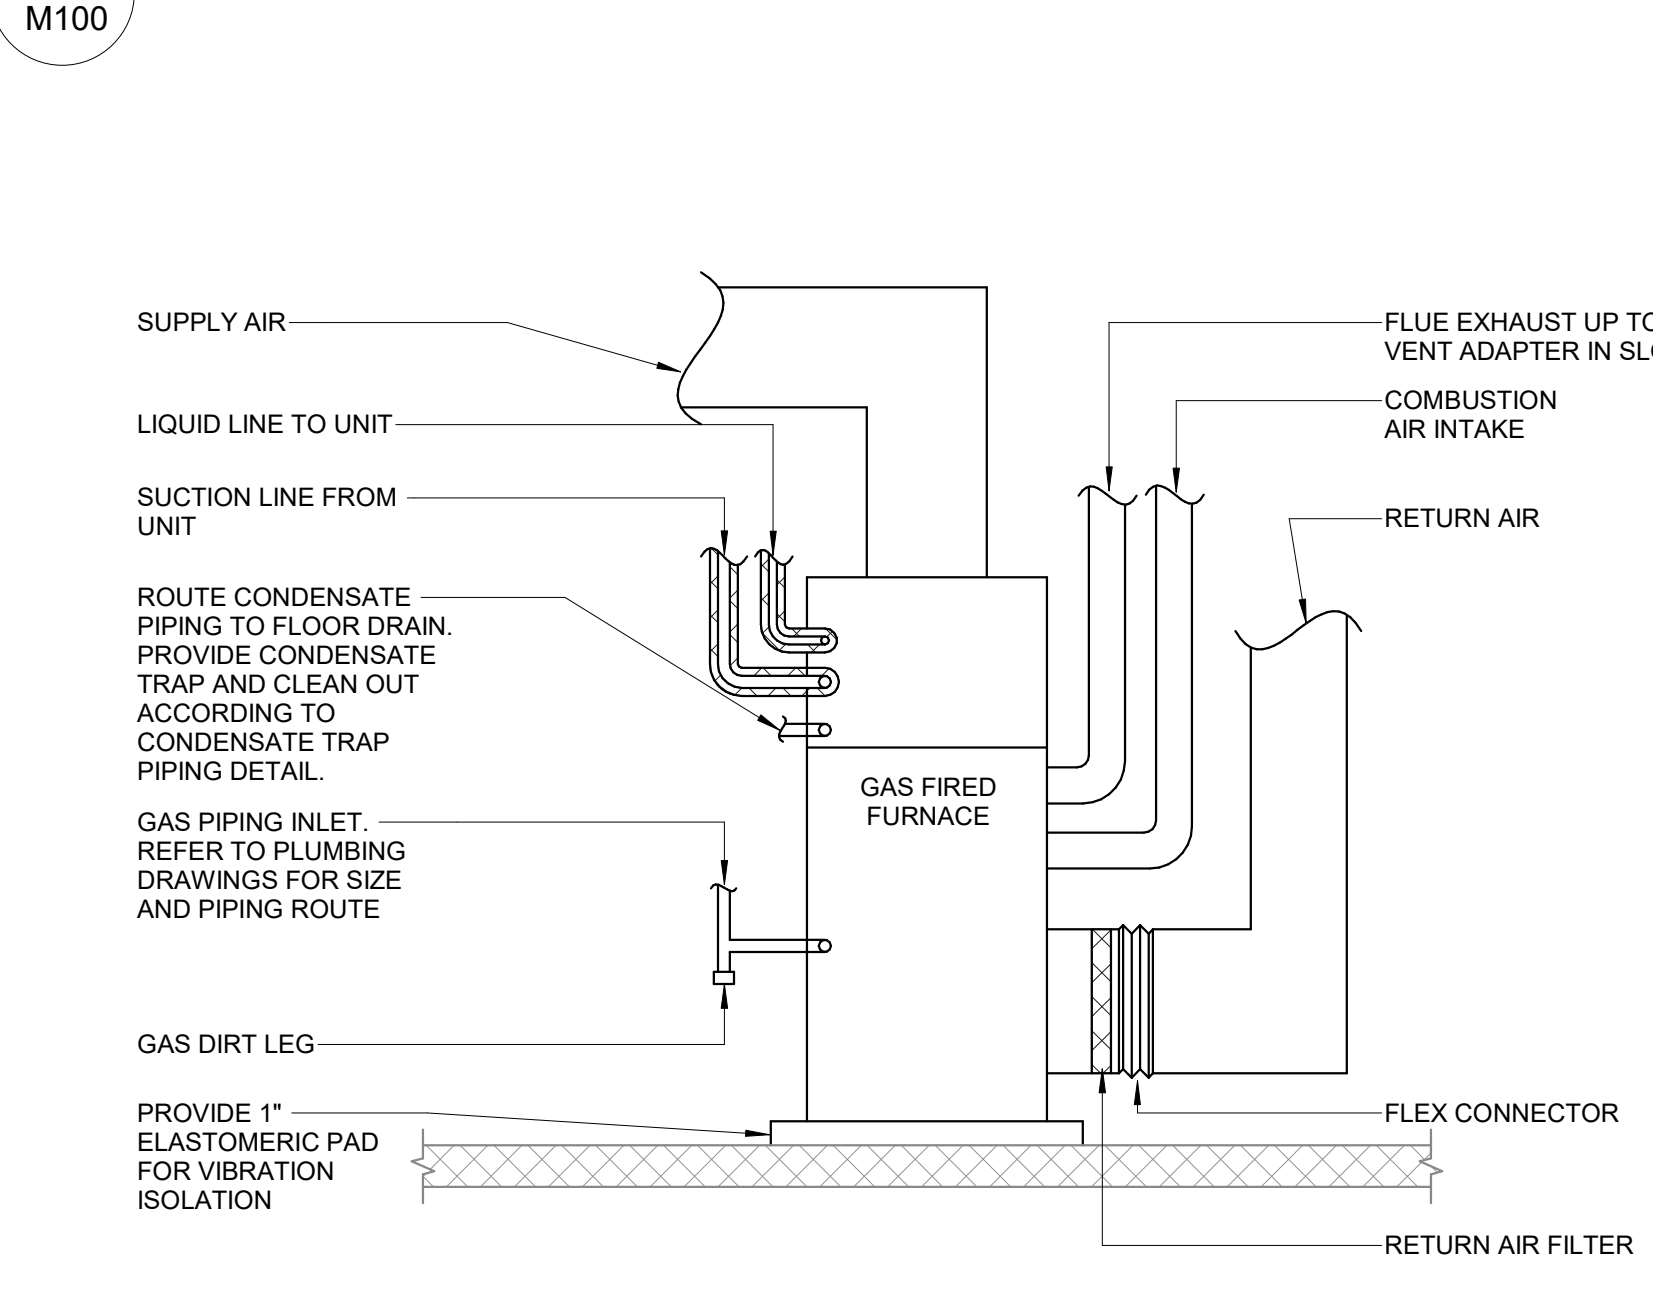 M100
SUPPLY AIR
LIQUID LINE TO UNIT
SUCTION LINE FROM
UNIT
ROUTE CONDENSATE
PIPING TO FLOOR DRAIN.
PROVIDE CONDENSATE
TRAP AND CLEAN OUT
ACCORDING TO
CONDENSATE TRAP
PIPING DETAIL.
GAS PIPING INLET.
REFER TO PLUMBING
DRAWINGS FOR SIZE
AND PIPING ROUTE
GAS DIRT LEG
PROVIDE 1"
ELASTOMERIC PAD
FOR VIBRATION
ISOLATION
GAS FIRED
FURNACE
FLUE EXHAUST UP TO
VENT ADAPTER IN
COMBUSTION
AIR INTAKE
RETURN AIR
FLEX CONNECTOR
RETURN AIR FILTER